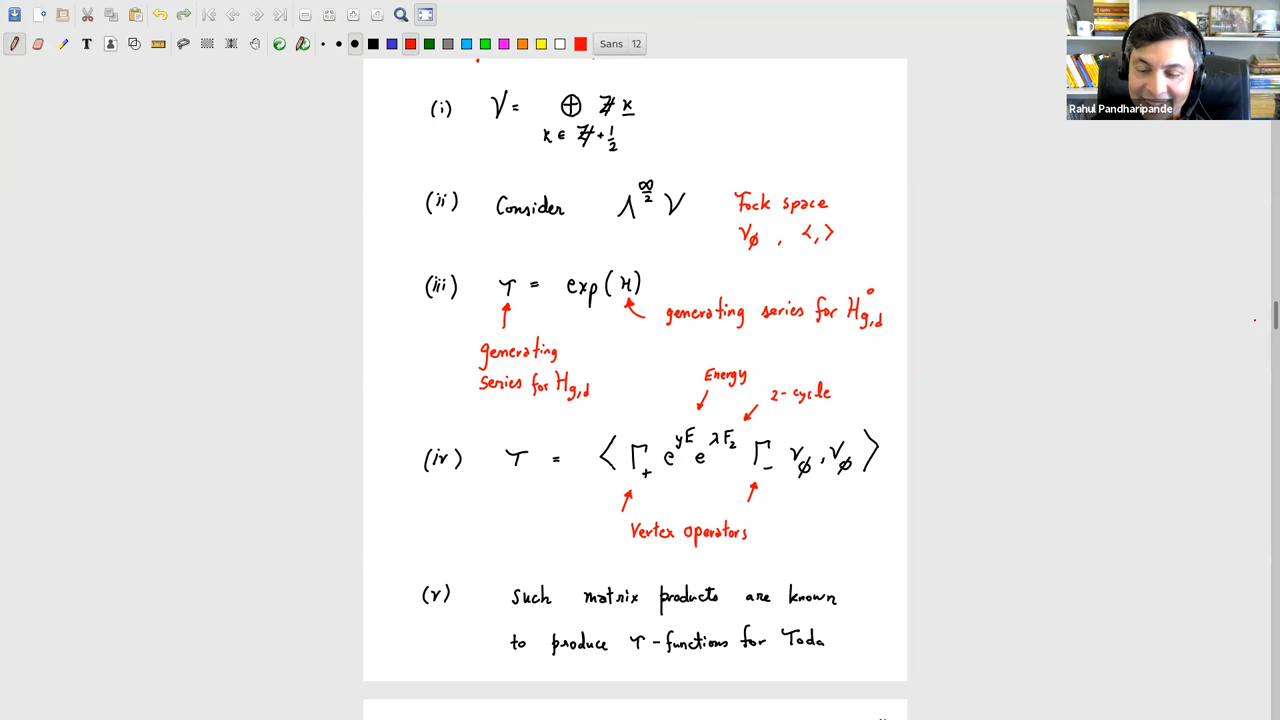 Sans 12
Rahul Pandharipande
(i) V = ⊕ ℤ k
k ∈ ℤ + 1/2
(ii) Consider Λ^{∞/2} V Fock space
v_∅ , <,>
(iii) τ = exp(H)
generating series for H°_{g,d}
generating
series for H_{g,d}
Energy
2-cycle
(iv) τ = ⟨ Γ_+ e^{yE} e^{λF_2} Γ_- v_∅ , v_∅ ⟩
Vertex operators
(v) Such matrix products are known
to produce τ-functions for Toda